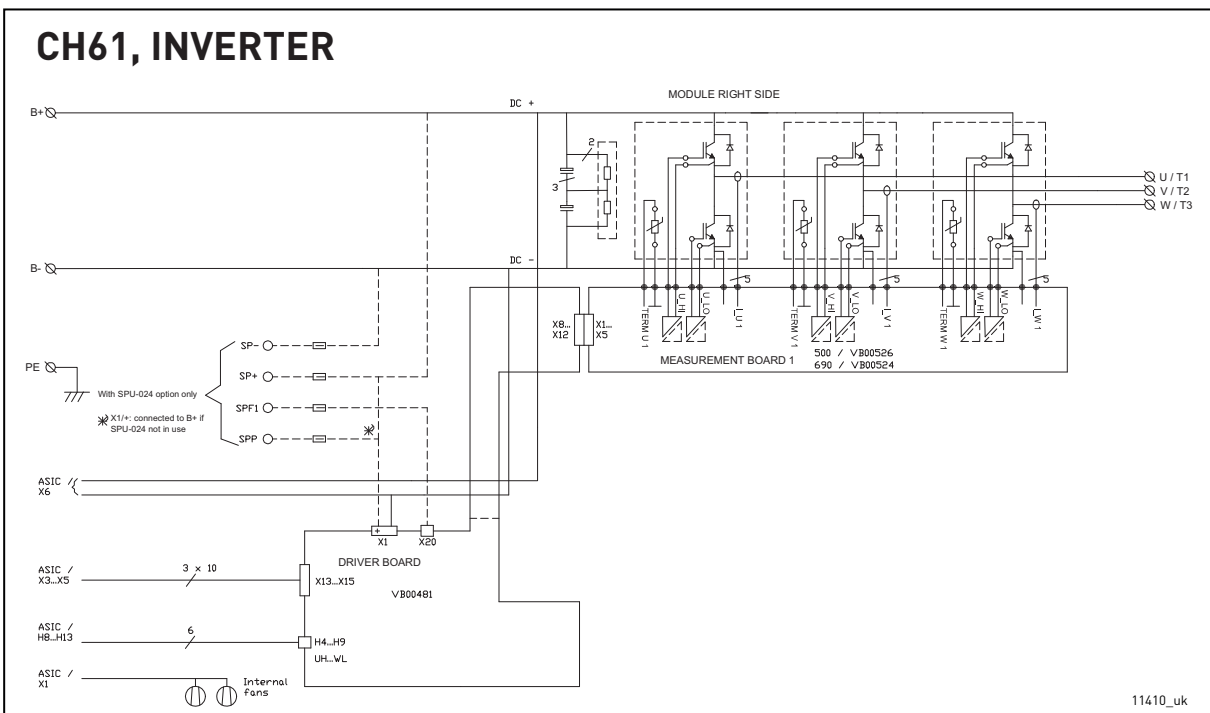 CH61, INVERTER
MODULE RIGHT SIDE
B+
DC +
2
3
U / T1
V / T2
W / T3
B-
DC -
5
5
5
TERM U 1
U_HI
U_LO
I_U 1
TERM V 1
V_HI
V_LO
I_V 1
TERM W 1
W_HI
W_LO
I_W 1
X8...
X12
X1...
X5
MEASUREMENT BOARD 1
500 / VB00526
690 / VB00524
PE
SP-
SP+
SPF1
SPP
With SPU-024 option only
X1/+: connected to B+ if
SPU-024 not in use
ASIC /
X6
+
X1
X20
DRIVER BOARD
VB00481
ASIC /
X3...X5
3 x 10
X13...X15
ASIC /
H8...H13
6
H4...H9
UH...WL
ASIC /
X1
Internal
fans
11410_uk